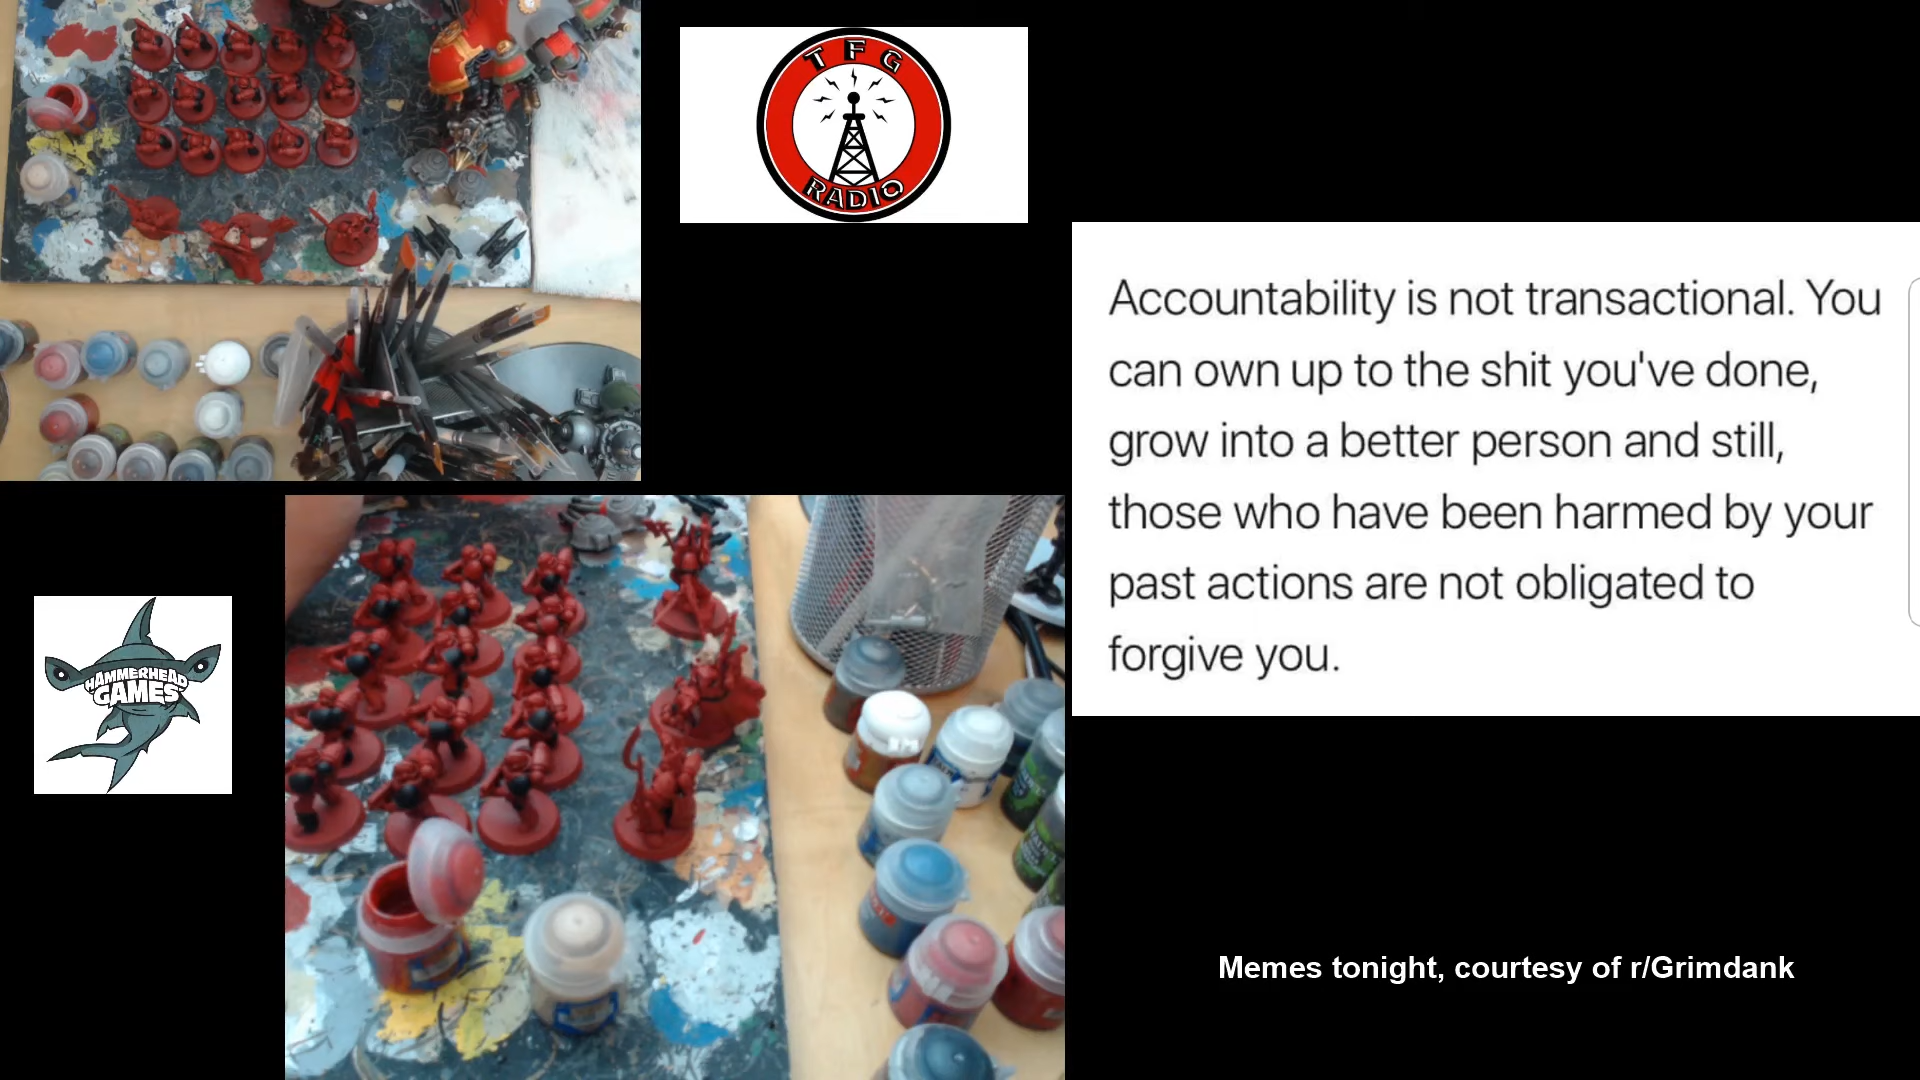 TFG
RADIO
Accountability is not transactional. You
can own up to the shit you've done,
grow into a better person and still,
those who have been harmed by your
past actions are not obligated to
forgive you.
HAMMERHEAD
GAMES
Memes tonight, courtesy of r/Grimdank